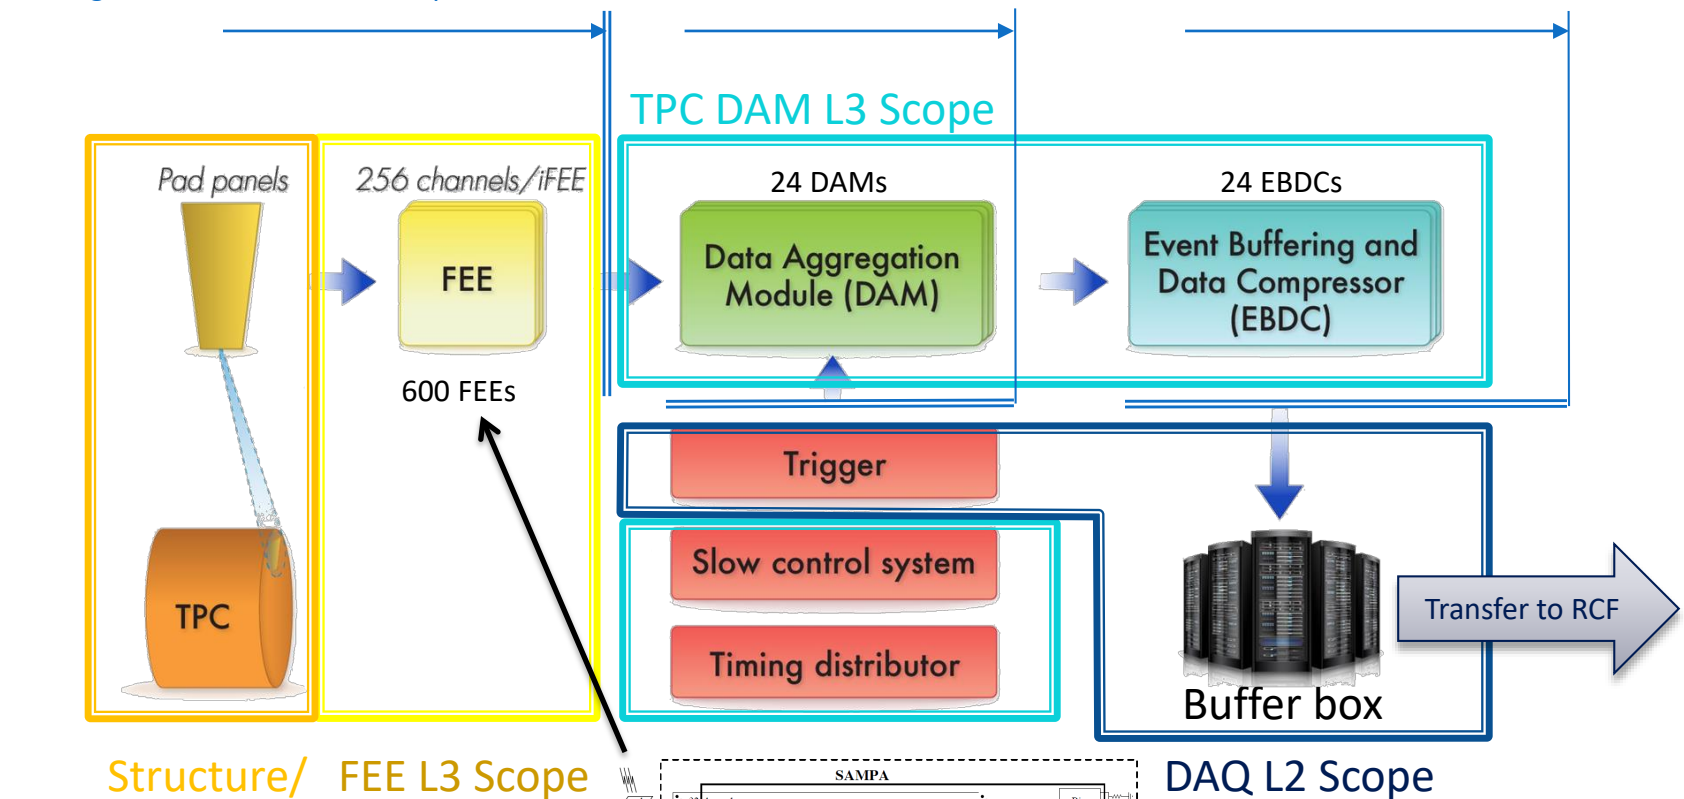 TPC DAM L3 Scope
Pad panels
256 channels/iFEE
24 DAMs
24 EBDCs
FEE
Data Aggregation
Module (DAM)
Event Buffering and
Data Compressor
(EBDC)
600 FEEs
Trigger
Slow control system
Timing distributor
TPC
Transfer to RCF
Buffer box
Structure/
FEE L3 Scope
DAQ L2 Scope
SAMPA